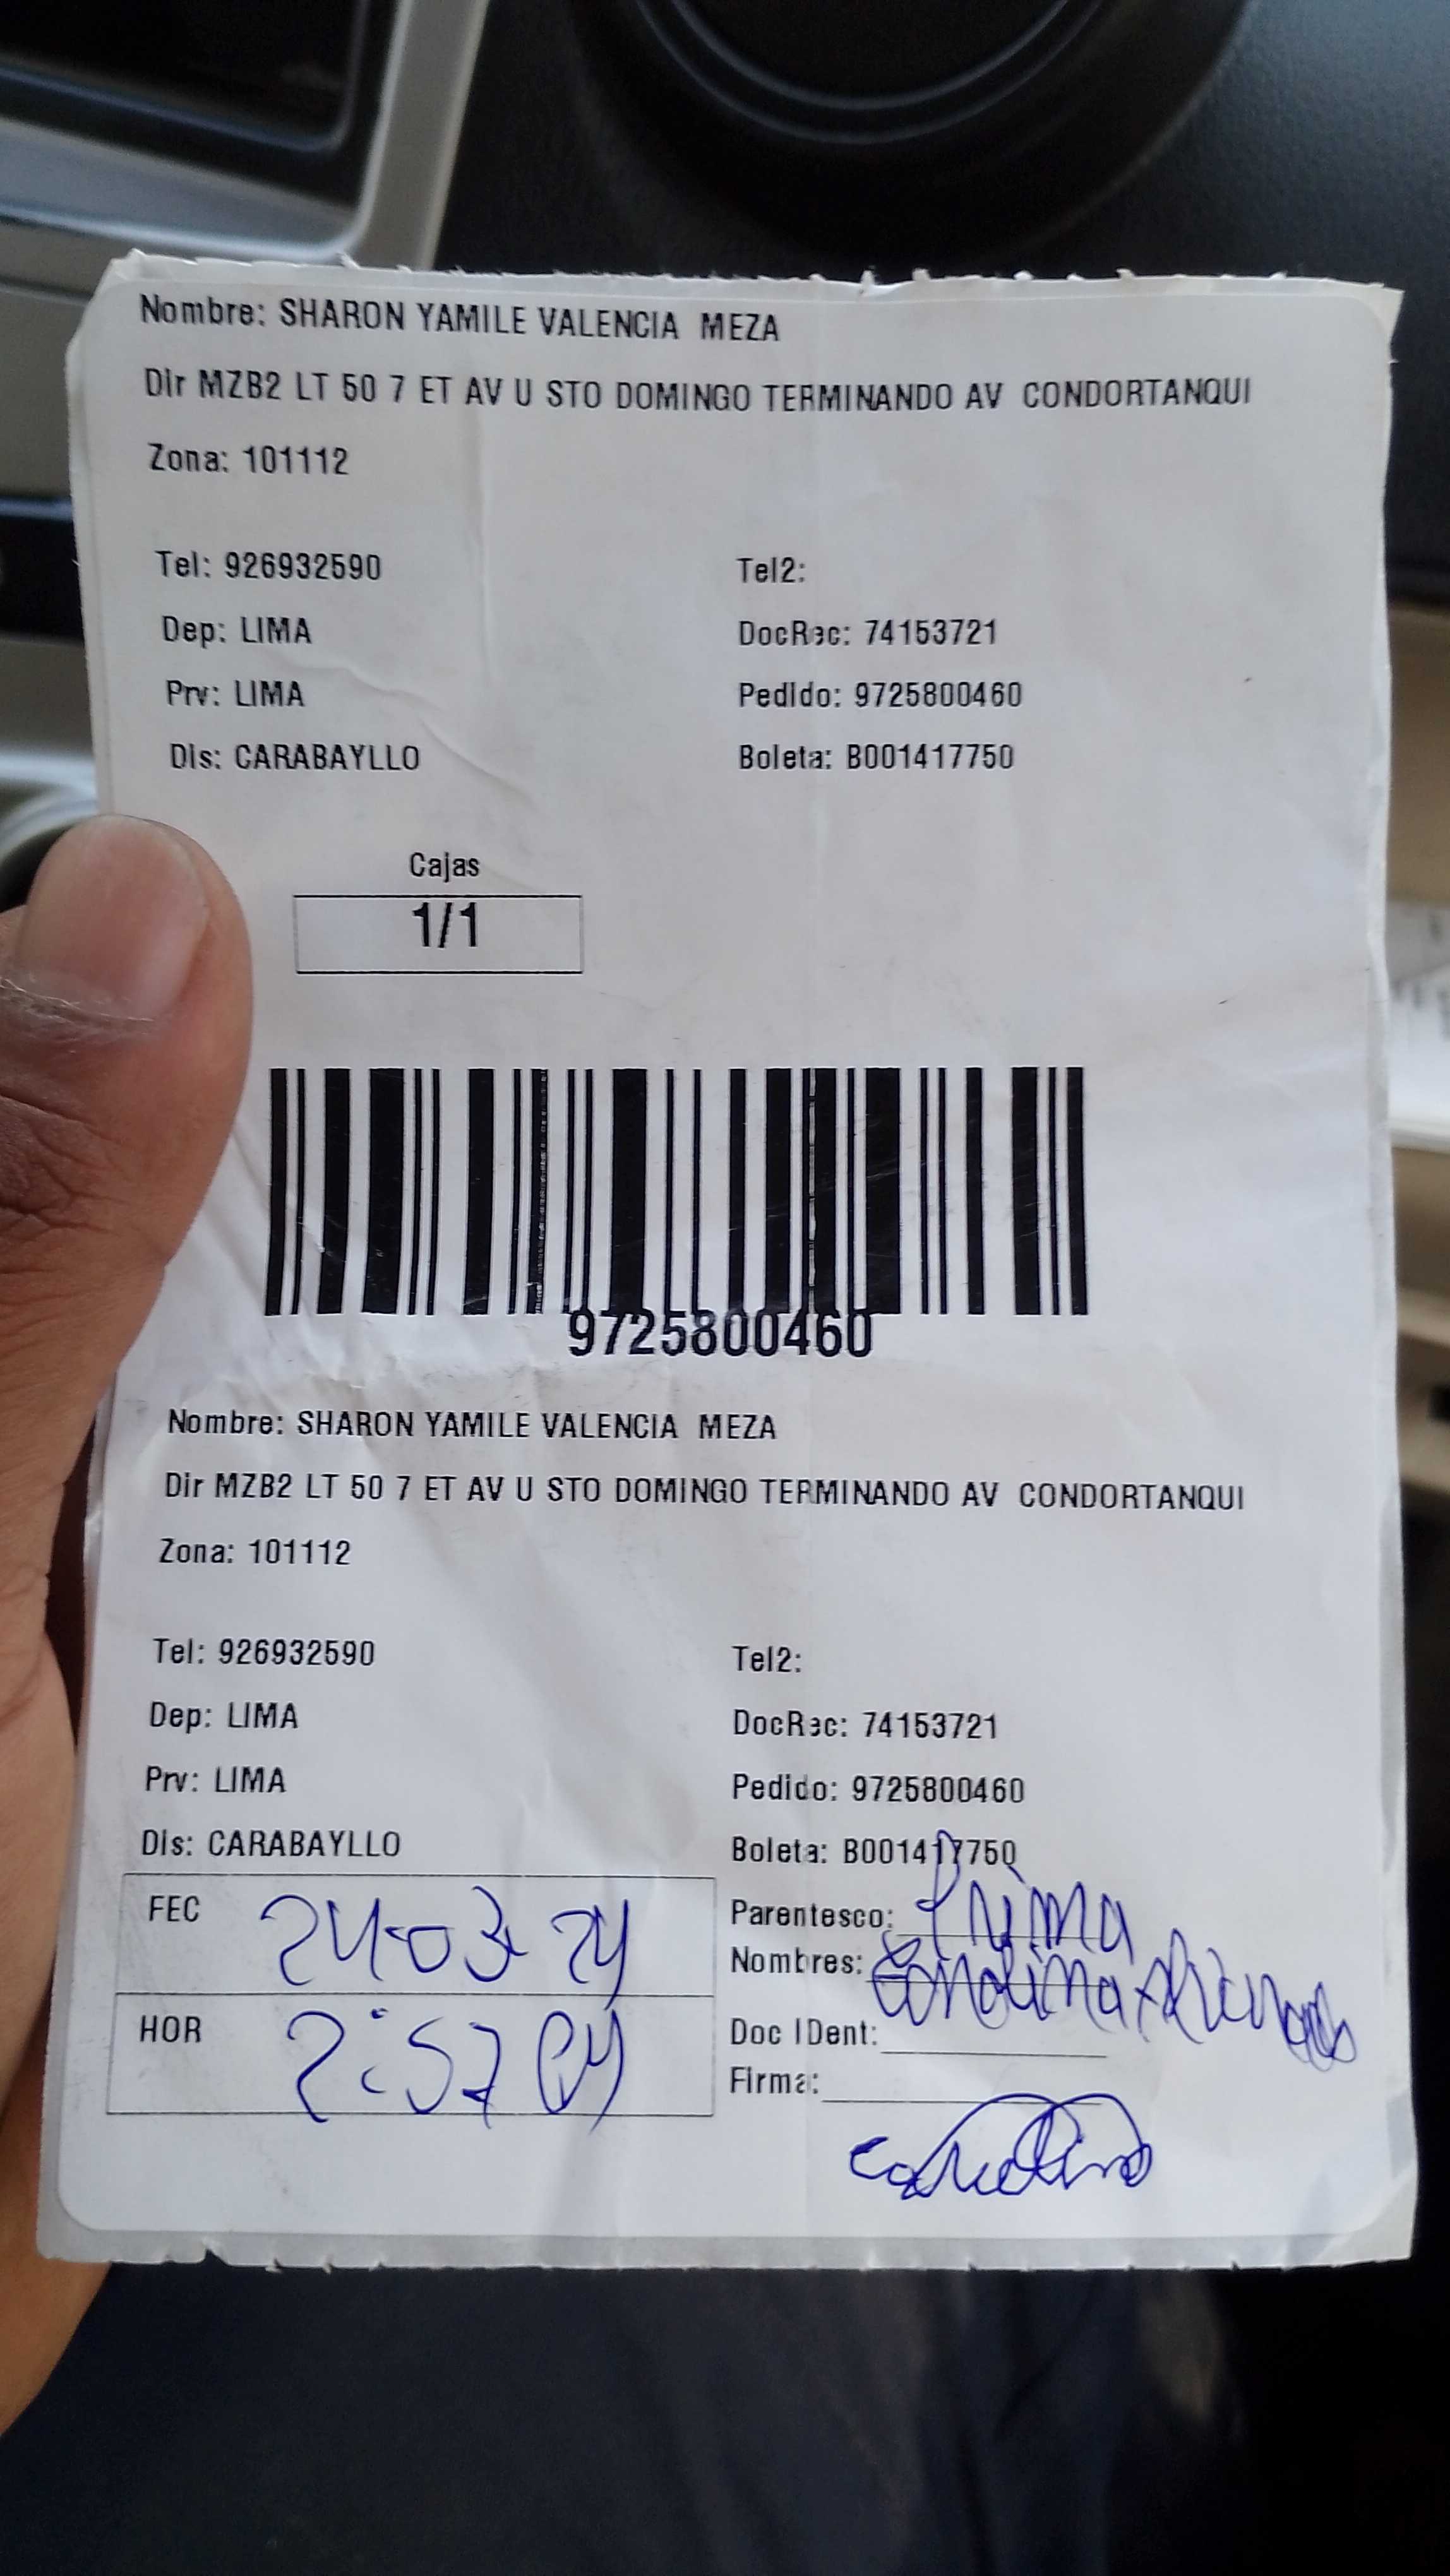 Nombre: SHARON YAMILE VALENCIA MEZA
Dir MZB2 LT 50 7 ET AV U STO DOMINGO TERMINANDO AV CONDORTANQUI
Zona: 101112
Tel: 926932590 Tel2:
Dep: LIMA DocRec: 74153721
Prv: LIMA Pedido: 9725800460
Dis: CARABAYLLO Boleta: B001417750
Cajas
1/1
9725800460
Nombre: SHARON YAMILE VALENCIA MEZA
Dir MZB2 LT 50 7 ET AV U STO DOMINGO TERMINANDO AV CONDORTANQUI
Zona: 101112
Tel: 926932590 Tel2:
Dep: LIMA DocRec: 74153721
Prv: LIMA Pedido: 9725800460
Dis: CARABAYLLO Boleta: B001417750
FEC 24-03-24 Parentesco: Prima
Nombres:
HOR 2:57 PM Doc IDent:
Firma: